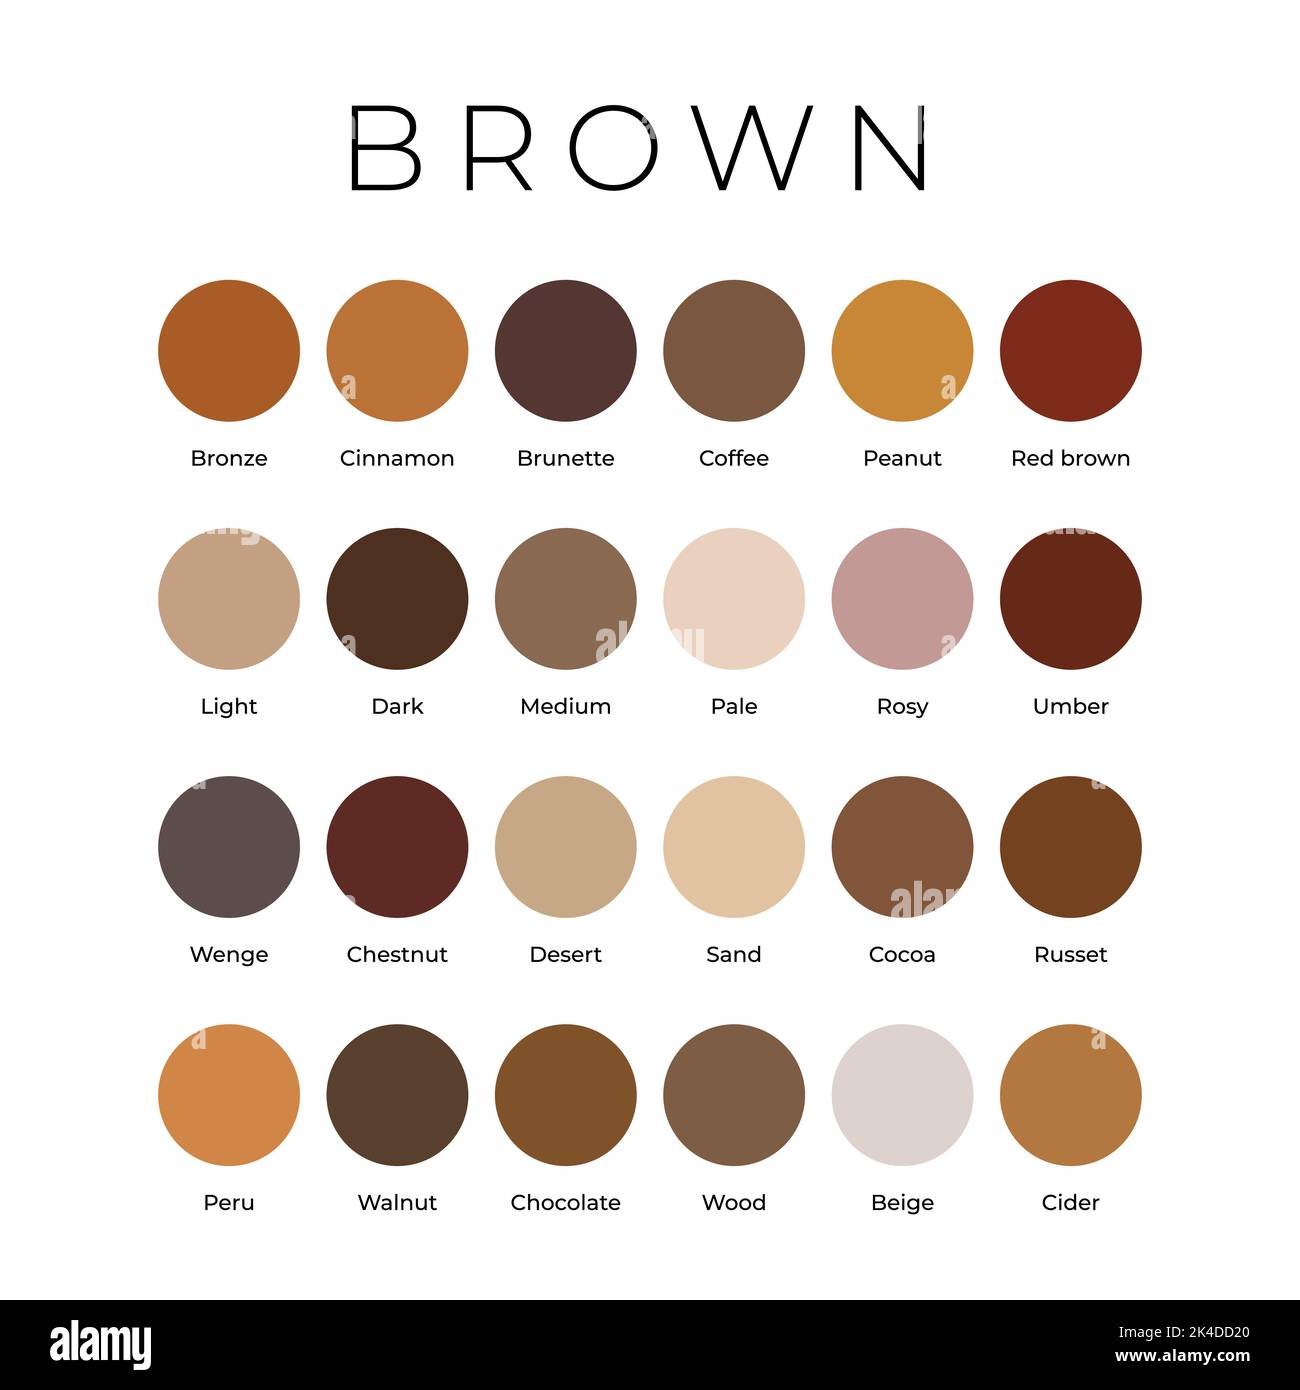 BROWN
Bronze Cinnamon Brunette Coffee Peanut Red brown
Light Dark Medium Pale Rosy Umber
Wenge Chestnut Desert Sand Cocoa Russet
Peru Walnut Chocolate Wood Beige Cider
alamy
Image ID: 2K4DD20
www.alamy.com